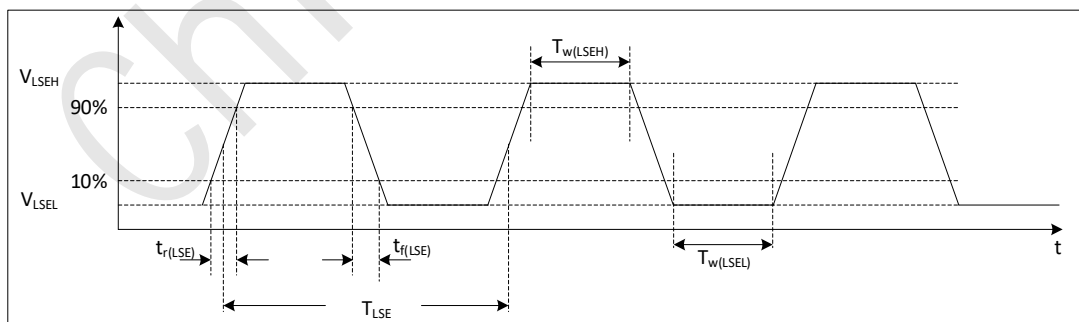 T_w(LSEH)
V_LSEH
90%
10%
V_LSEL
t_r(LSE)
t_f(LSE)
T_w(LSEL)
t
T_LSE